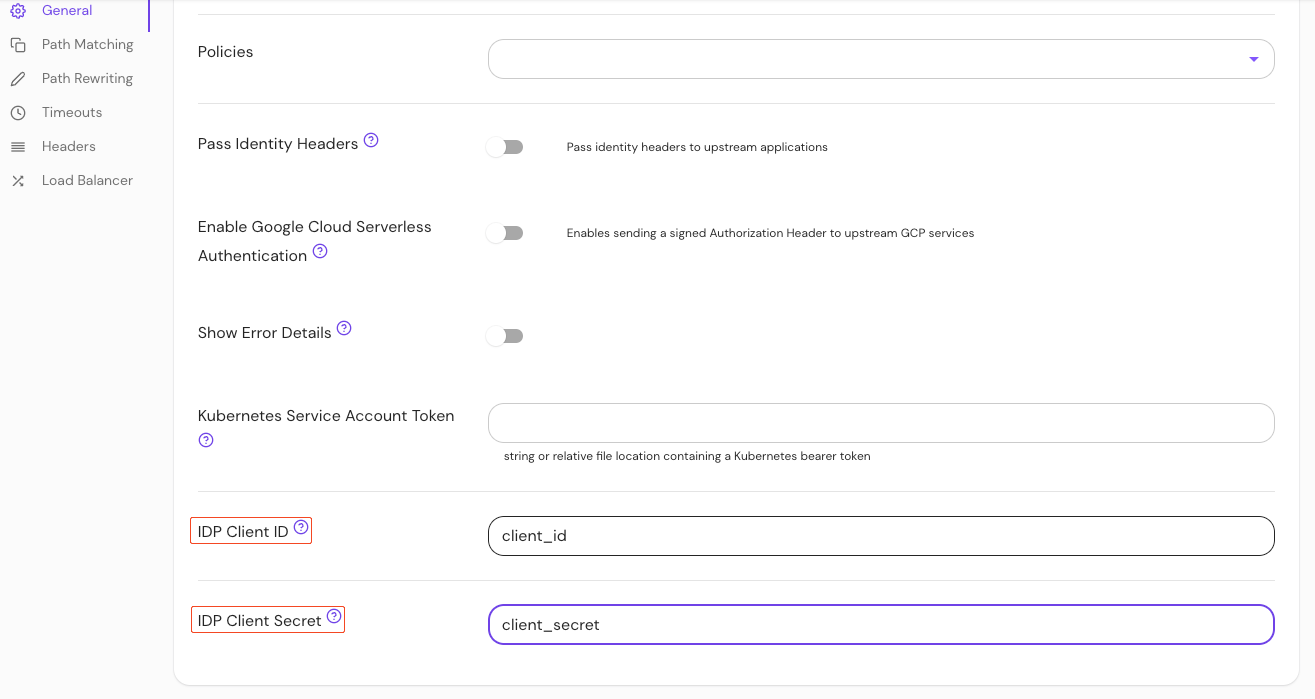 General
Path Matching
Path Rewriting
Timeouts
Headers
Load Balancer
Policies
Pass Identity Headers
Pass identity headers to upstream applications
Enable Google Cloud Serverless
Authentication
Enables sending a signed Authorization Header to upstream GCP services
Show Error Details
Kubernetes Service Account Token
string or relative file location containing a Kubernetes bearer token
IDP Client ID
client_id
IDP Client Secret
client_secret